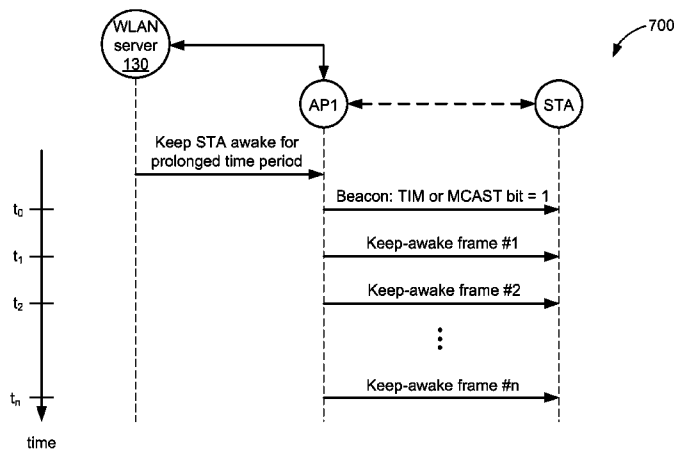 WLAN
server
130
700
AP1
STA
Keep STA awake for
prolonged time period
t0
Beacon: TIM or MCAST bit = 1
t1
Keep-awake frame #1
t2
Keep-awake frame #2
tn
Keep-awake frame #n
time